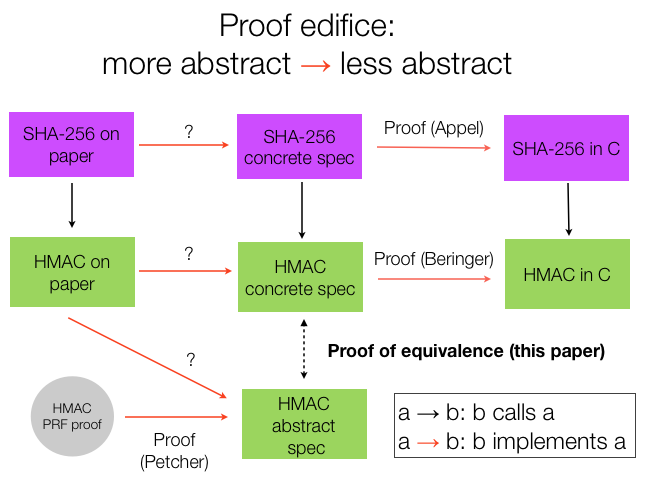 Proof edifice:
more abstract → less abstract
SHA-256 on
paper
?
SHA-256
concrete spec
Proof (Appel)
SHA-256 in C
HMAC on
paper
?
HMAC
concrete spec
Proof (Beringer)
HMAC in C
?
Proof of equivalence (this paper)
HMAC
PRF proof
Proof
(Petcher)
HMAC
abstract
spec
a → b: b calls a
a → b: b implements a